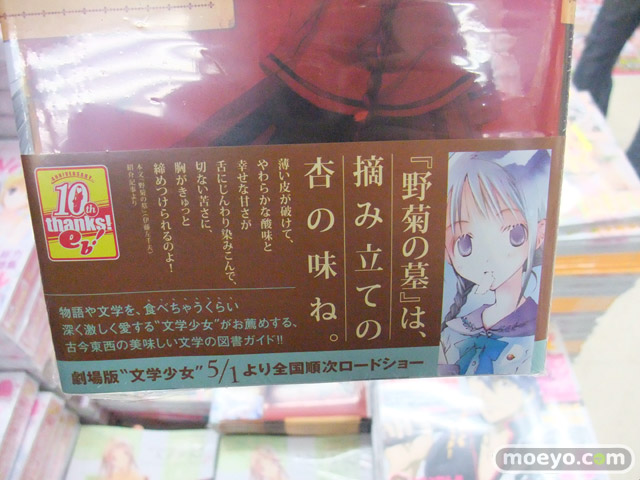 『野菊の墓』は、
摘み立ての
杏の味ね。
薄い皮が破けて、
やわらかな酸味と
幸せな甘さが
舌にじんわり染みこんで、
切ない苦さに、
胸がきゅっと
締めつけられるのよ!
10th
thanks!
eb!
物語や文学を、食べちゃうくらい
深く激しく愛する“文学少女”がお薦めする、
古今東西の美味しい文学の図書ガイド!!
劇場版“文学少女”5/1より全国順次ロードショー
moeyo.com